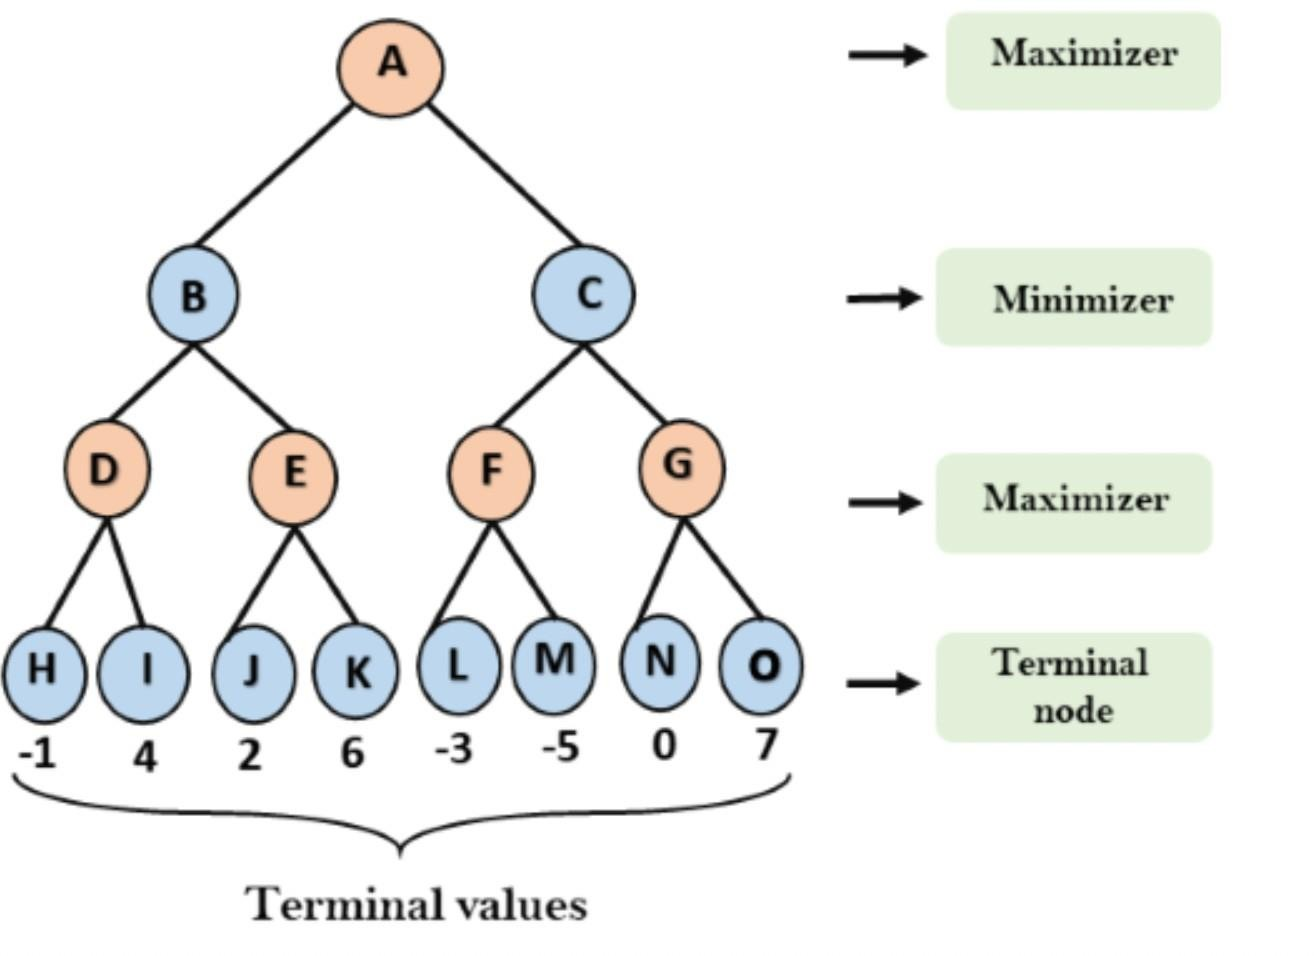 A
Maximizer
B
C
Minimizer
D
E
F
G
Maximizer
H
I
J
K
L
M
N
O
Terminal
node
-1
4
2
6
-3
-5
0
7
Terminal values